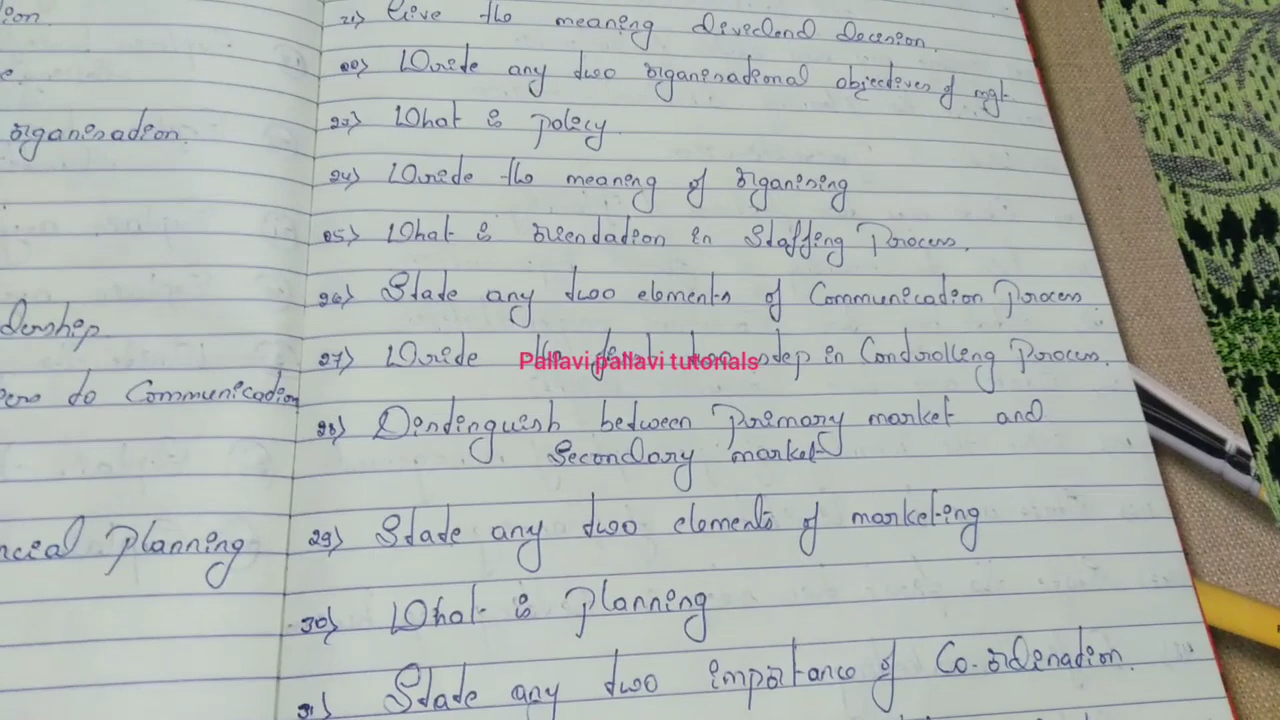 ion.
e.
organisation
dership
ers to Communication
ncial Planning
21) Give the meaning dividend decision.
22) Write any two organisational objectives of mgt
23) What is policy
24) Write the meaning of organising
25) What is orientation in Staffing Process.
26) State any two elements of Communication Process
27) Write the step in Controlling Process.
Pallavi pallavi tutorials
28) Distinguish between Primary market and
Secondary market
29) State any two elements of marketing
30) What is Planning
31) State any two importance of Co-ordination.